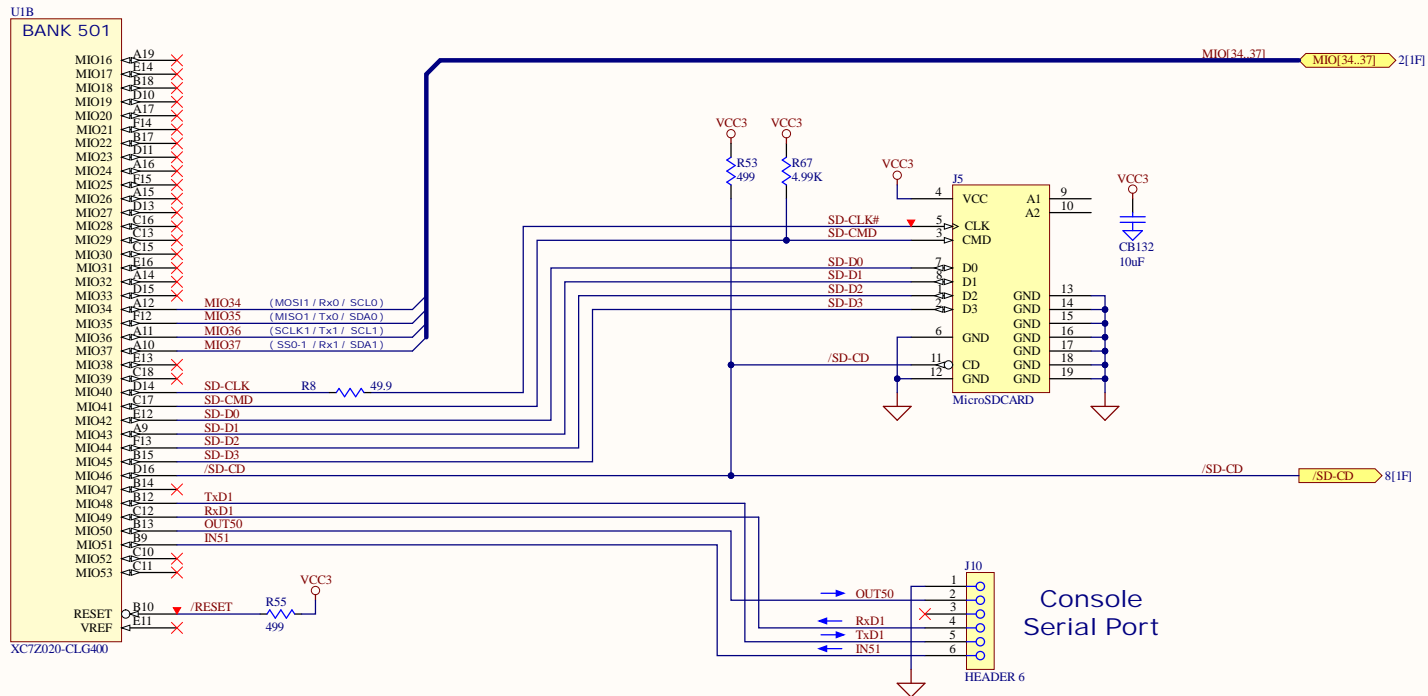 U1B
BANK 501
MIO16 A19
MIO17 E14
MIO18 B18
MIO19 D10
MIO20 A17
MIO21 F14
MIO22 B17
MIO23 D11
MIO24 A16
MIO25 F15
MIO26 A15
MIO27 D13
MIO28 C16
MIO29 C13
MIO30 C15
MIO31 E16
MIO32 A14
MIO33 D15
MIO34 A12 MIO34 (MOSI1 / Rx0 / SCL0)
MIO35 F12 MIO35 (MISO1 / Tx0 / SDA0)
MIO36 A11 MIO36 (SCLK1 / Tx1 / SCL1)
MIO37 A10 MIO37 (SS0-1 / Rx1 / SDA1)
MIO38 E13
MIO39 C18
MIO40 D14 SD-CLK R8 49.9
MIO41 C17 SD-CMD
MIO42 E12 SD-D0
MIO43 A9 SD-D1
MIO44 F13 SD-D2
MIO45 B15 SD-D3
MIO46 D16 /SD-CD
MIO47 B14
MIO48 B12 TxD1
MIO49 C12 RxD1
MIO50 B13 OUT50
MIO51 B9 IN51
MIO52 C10
MIO53 C11
RESET B10 /RESET R55 499 VCC3
VREF E11
XC7Z020-CLG400
MIO[34..37] MIO[34..37] 2[1F]
VCC3 VCC3
R53 499
R67 4.99K
VCC3
J5
4 VCC A1 9
A2 10
SD-CLK# 5 CLK
SD-CMD 3 CMD
SD-D0 7 D0
SD-D1 8 D1
SD-D2 1 D2 GND 13
SD-D3 2 D3 GND 14
GND 15
6 GND GND 16
GND 17
/SD-CD 11 CD GND 18
12 GND GND 19
MicroSDCARD
VCC3
CB132
10uF
/SD-CD /SD-CD 8[1F]
J10
1
OUT50 2
3
RxD1 4
TxD1 5
IN51 6
HEADER 6
Console
Serial Port